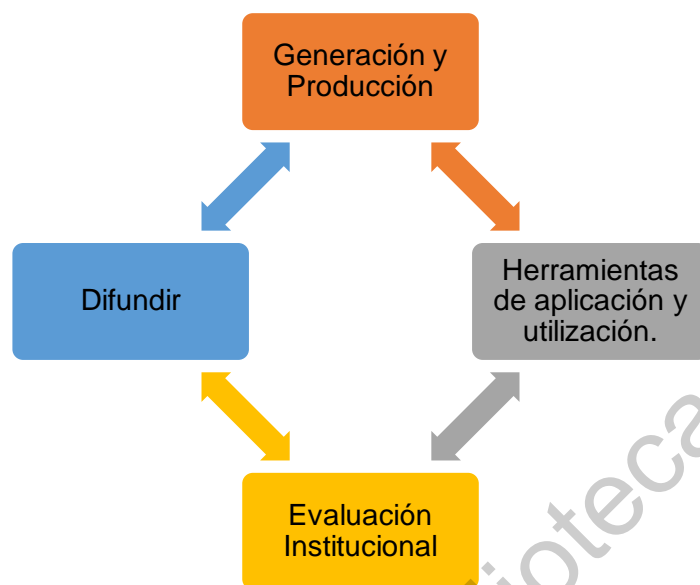 Generación y
Producción
Difundir
Herramientas
de aplicación y
utilización.
Evaluación
Institucional